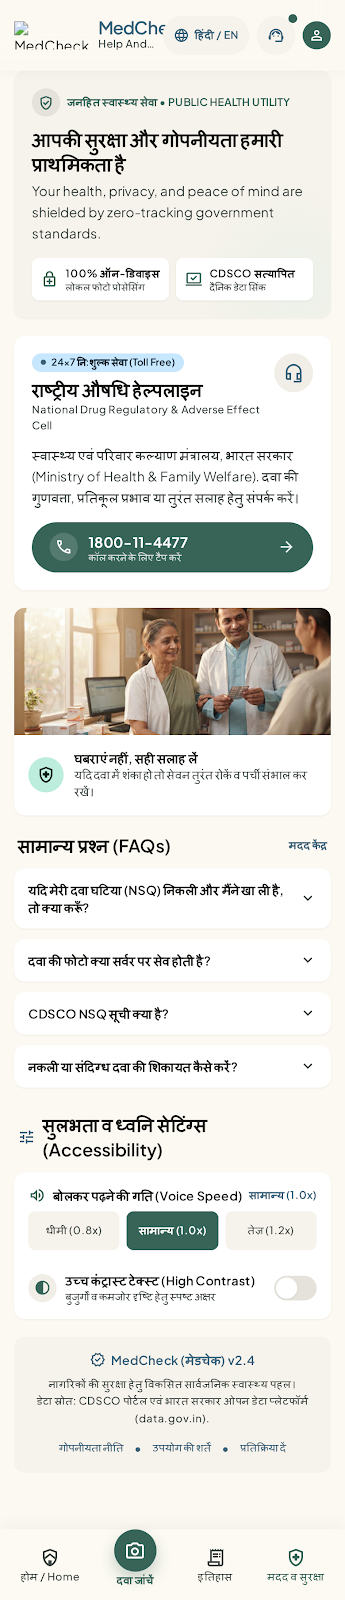 MedCheck
MedChe
Help And...
हिंदी / EN
जनहित स्वास्थ्य सेवा • PUBLIC HEALTH UTILITY
आपकी सुरक्षा और गोपनीयता हमारी
प्राथमिकता है
Your health, privacy, and peace of mind are
shielded by zero-tracking government
standards.
100% ऑन-डिवाइस
लोकल फोटो प्रोसेसिंग
CDSCO सत्यापित
दैनिक डेटा सिंक
24×7 नि:शुल्क सेवा (Toll Free)
राष्ट्रीय औषधि हेल्पलाइन
National Drug Regulatory & Adverse Effect
Cell
स्वास्थ्य एवं परिवार कल्याण मंत्रालय, भारत सरकार
(Ministry of Health & Family Welfare). दवा की
गुणवत्ता, प्रतिकूल प्रभाव या तुरंत सलाह हेतु संपर्क करें।
1800-11-4477
कॉल करने के लिए टैप करें
घबराएं नहीं, सही सलाह लें
यदि दवा में शंका हो तो सेवन तुरंत रोकें व पर्ची संभाल कर
रखें।
सामान्य प्रश्न (FAQs)
मदद केंद्र
यदि मेरी दवा घटिया (NSQ) निकली और मैंने खा ली है,
तो क्या करूँ?
दवा की फोटो क्या सर्वर पर सेव होती है?
CDSCO NSQ सूची क्या है?
नकली या संदिग्ध दवा की शिकायत कैसे करें?
सुलभता व ध्वनि सेटिंग्स
(Accessibility)
बोलकर पढ़ने की गति (Voice Speed)
सामान्य (1.0x)
धीमी (0.8x)
सामान्य (1.0x)
तेज (1.2x)
उच्च कंट्रास्ट टेक्स्ट (High Contrast)
बुजुर्गों व कमजोर दृष्टि हेतु स्पष्ट अक्षर
MedCheck (मेडचेक) v2.4
नागरिकों की सुरक्षा हेतु विकसित सार्वजनिक स्वास्थ्य पहल।
डेटा स्रोत: CDSCO पोर्टल एवं भारत सरकार ओपन डेटा प्लेटफॉर्म
(data.gov.in).
गोपनीयता नीति • उपयोग की शर्तें • प्रतिक्रिया दें
होम / Home
दवा जांचें
इतिहास
मदद व सुरक्षा